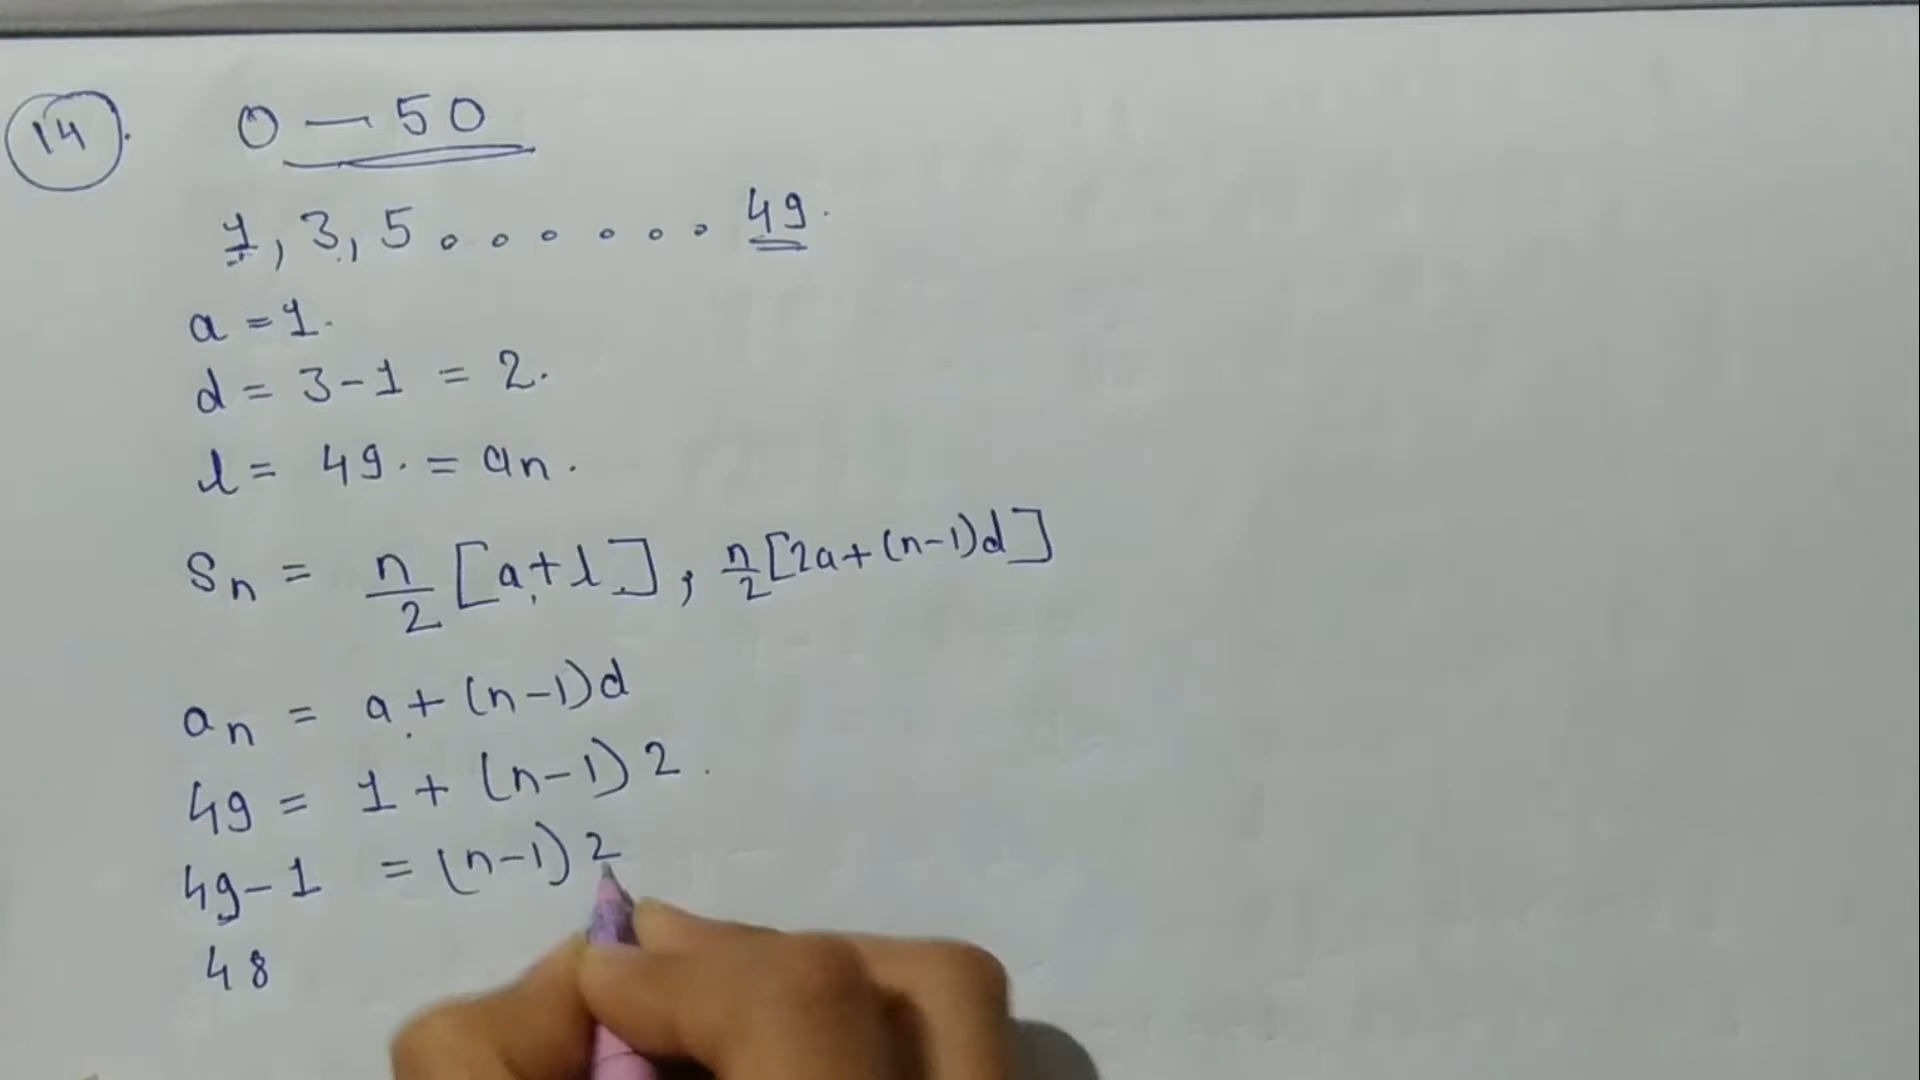 14. 0 — 50
1, 3, 5 . . . . . . 49.
a = 1.
d = 3-1 = 2.
l = 49. = an.
Sn = n/2 [a+l], n/2[2a+(n-1)d]
an = a+(n-1)d
49 = 1 + (n-1) 2.
49-1 = (n-1) 2
48